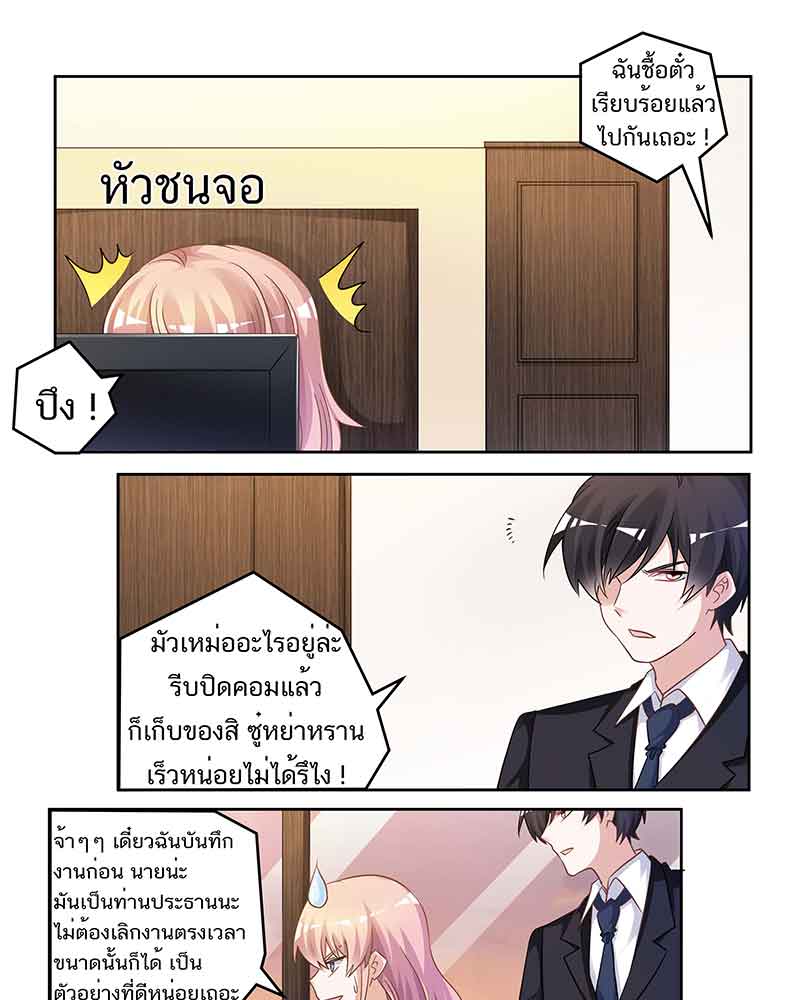 ฉันซื้อตั๋ว
เรียบร้อยแล้ว
ไปกันเถอะ !
หัวชนจอ
ปึง !
มัวเหม่ออะไรอยู่ล่ะ
รีบปิดคอมแล้ว
ก็เก็บของสิ ซู๋หย่าหราน
เร็วหน่อยไม่ได้รึไง !
จ้าๆๆ เดี๋ยวฉันบันทึก
งานก่อน นายน่ะ
มันเป็นท่านประธานนะ
ไม่ต้องเลิกงานตรงเวลา
ขนาดนั้นก็ได้ เป็น
ตัวอย่างที่ดีหน่อยเถอะ